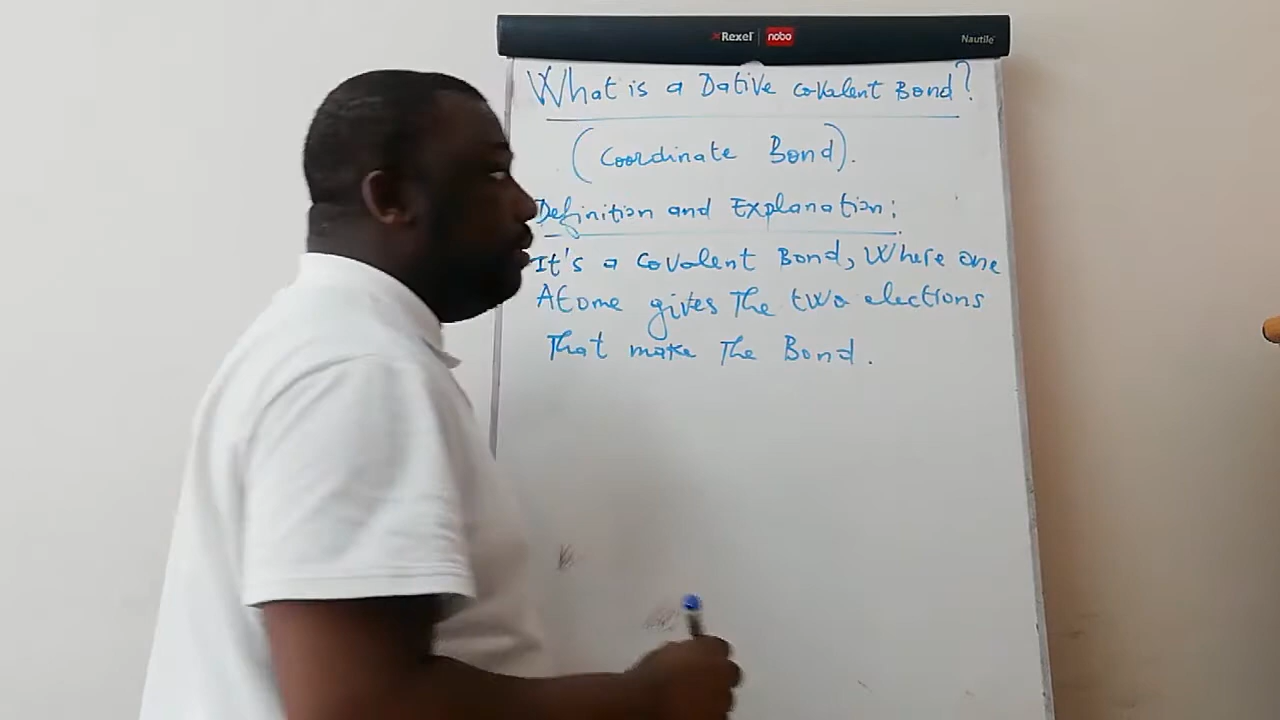 Rexel nobo Nautile
What is a Dative covalent Bond?
(Coordinate Bond).
Definition and Explanation:
It's a covalent Bond, Where one
Atome gives The two elections
That make The Bond.